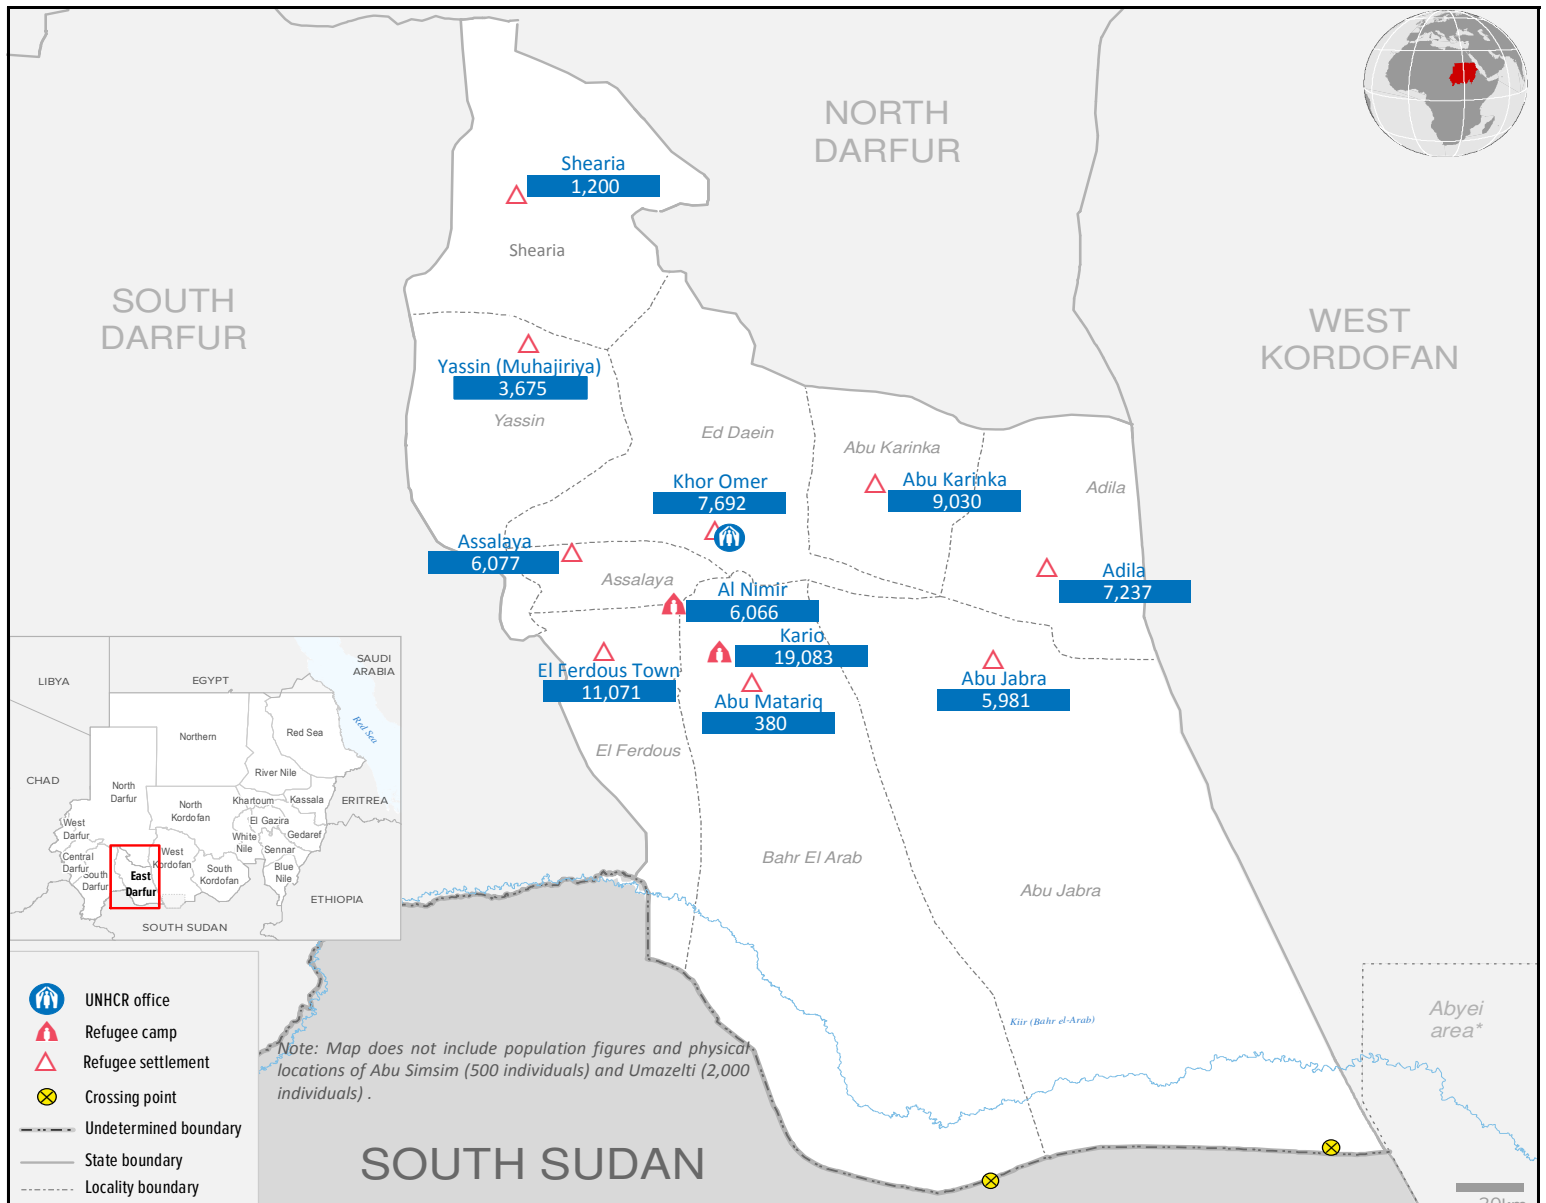 NORTH
DARFUR
Shearia
1,200
Shearia
SOUTH
DARFUR
WEST
KORDOFAN
Yassin (Muhajiriya)
3,675
Yassin
Ed Daein
Abu Karinka
Khor Omer
7,692
Abu Karinka
9,030
Adila
Assalaya
6,077
Assalaya
Al Nimir
6,066
Adila
7,237
Kario
19,083
El Ferdous Town
11,071
Abu Matariq
380
Abu Jabra
5,981
El Ferdous
Bahr El Arab
Abu Jabra
Kiir (Bahr el-Arab)
Abyei
area*
SOUTH SUDAN
LIBYA
EGYPT
SAUDI
ARABIA
Red Sea
Northern
Red Sea
CHAD
North
Darfur
River Nile
North
Kordofan
Khartoum
Kassala
ERITREA
El Gazira
West
Darfur
White
Nile
Gedaref
Sennar
Central
Darfur
South
Darfur
East
Darfur
West
Kordofan
South
Kordofan
Blue
Nile
ETHIOPIA
SOUTH SUDAN
UNHCR office
Refugee camp
Refugee settlement
Crossing point
Undetermined boundary
State boundary
Locality boundary
Note: Map does not include population figures and physical
locations of Abu Simsim (500 individuals) and Umazelti (2,000
individuals) .